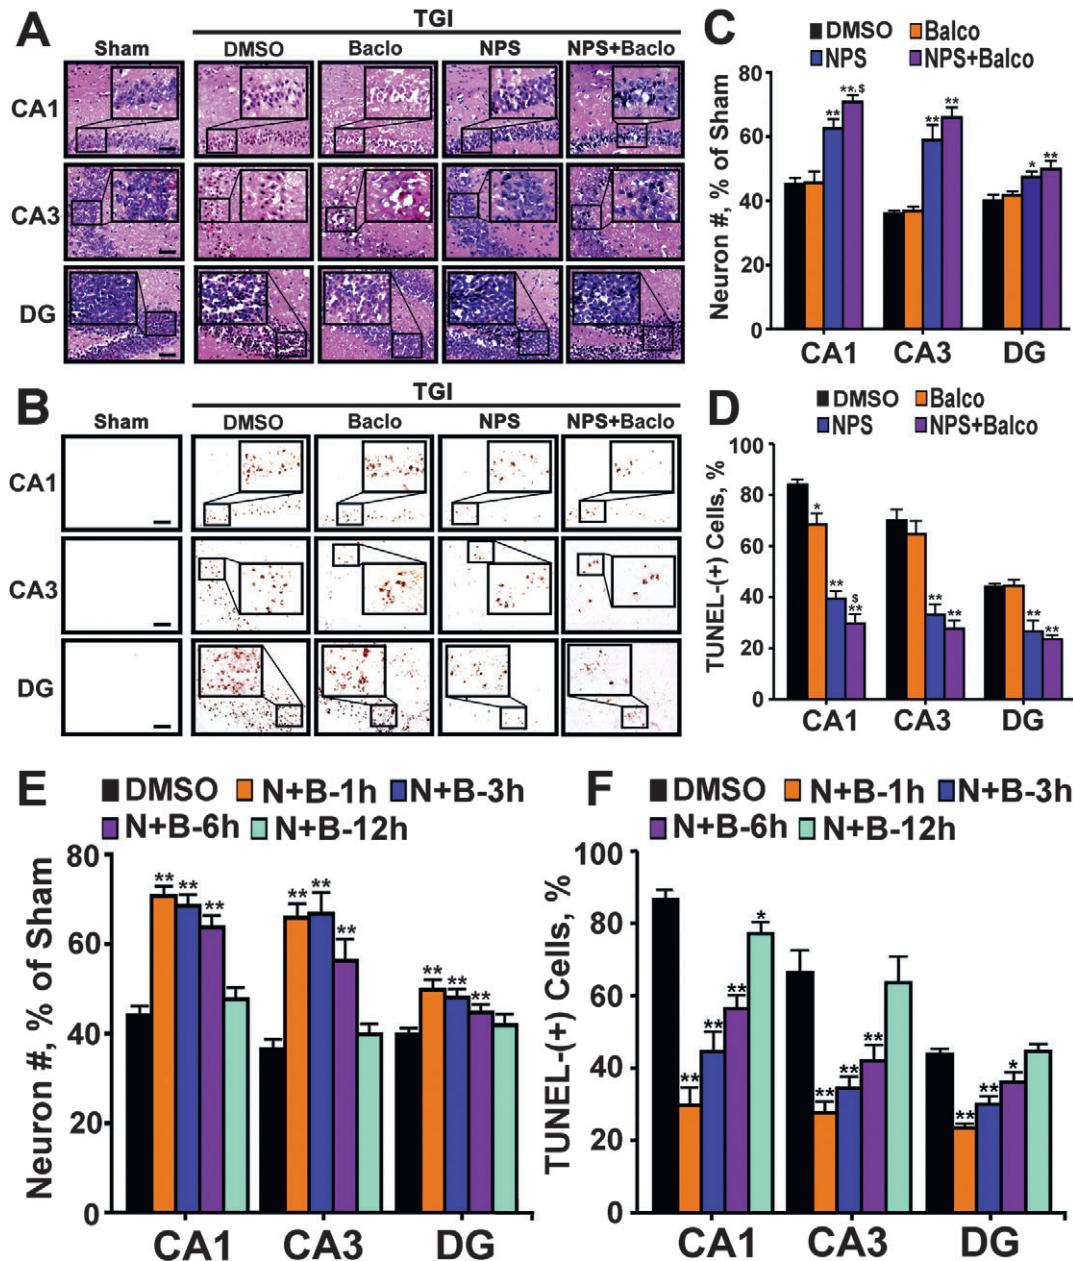 A
TGI
Sham DMSO Baclo NPS NPS+Baclo
CA1
CA3
DG
B
TGI
Sham DMSO Baclo NPS NPS+Baclo
CA1
CA3
DG
C
DMSO Balco
NPS NPS+Balco
Neuron #, % of Sham
80
60
40
20
0
** **,$
** **
* **
CA1 CA3 DG
D
DMSO Balco
NPS NPS+Balco
TUNEL-(+) Cells, %
100
80
60
40
20
0
* ** $ **
** **
** **
CA1 CA3 DG
E
DMSO N+B-1h N+B-3h
N+B-6h N+B-12h
Neuron #, % of Sham
80
60
40
20
0
** ** **
** ** **
** ** **
CA1 CA3 DG
F
DMSO N+B-1h N+B-3h
N+B-6h N+B-12h
TUNEL-(+) Cells, %
100
80
60
40
20
0
** ** ** *
** ** **
** ** *
CA1 CA3 DG